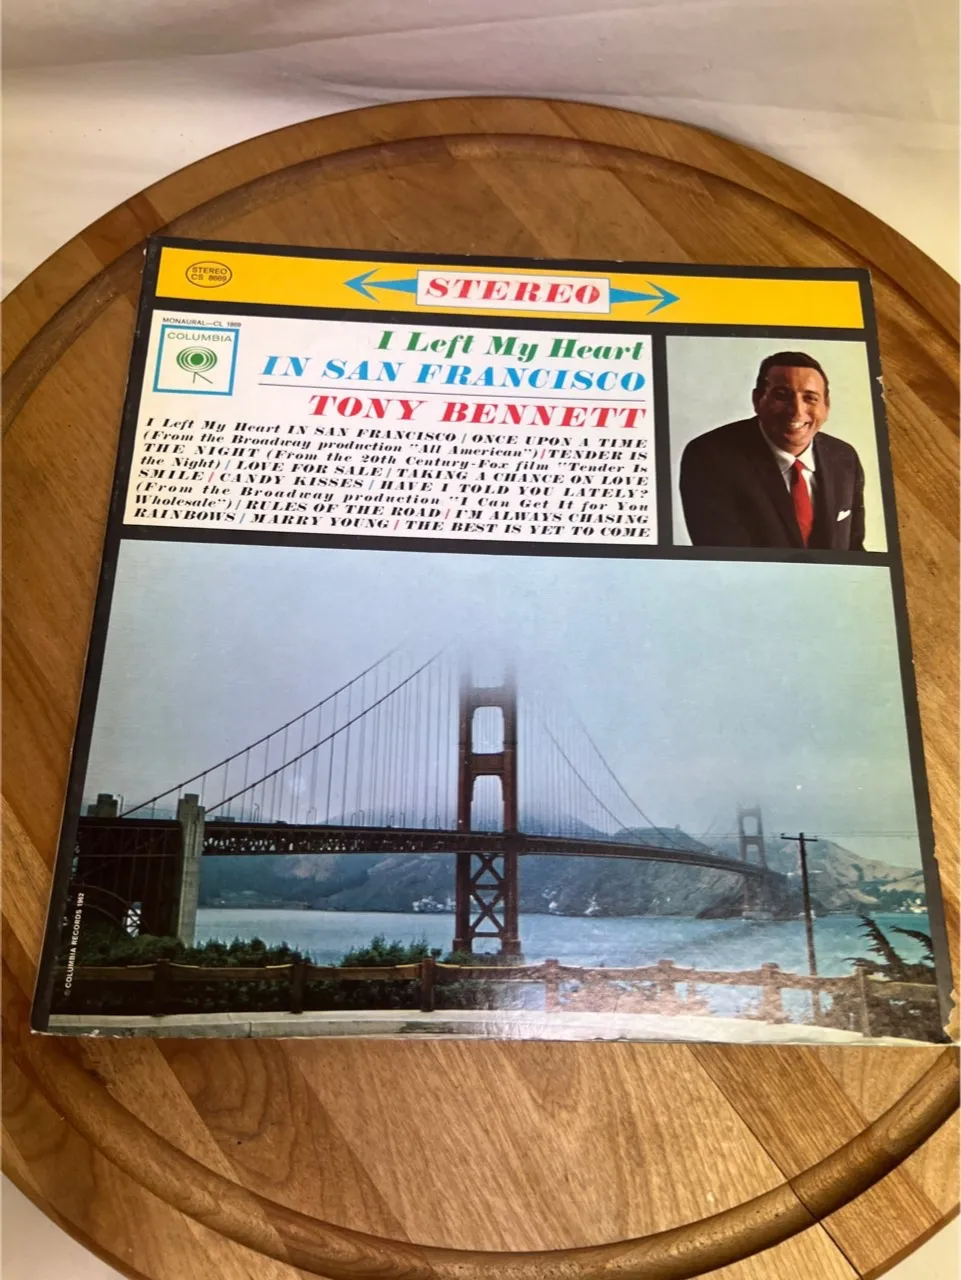 STEREO
CS 8669
STEREO
MONAURAL—CL 1869
COLUMBIA
I Left My Heart
IN SAN FRANCISCO
TONY BENNETT
I Left My Heart IN SAN FRANCISCO / ONCE UPON A TIME
(From the Broadway production "All American") / TENDER IS
THE NIGHT (From the 20th Century-Fox film "Tender Is
the Night) / LOVE FOR SALE / TAKING A CHANCE ON LOVE
SMILE / CANDY KISSES / HAVE I TOLD YOU LATELY?
(From the Broadway production "I Can Get It for You
Wholesale") / RULES OF THE ROAD / I'M ALWAYS CHASING
RAINBOWS / MARRY YOUNG / THE BEST IS YET TO COME
© COLUMBIA RECORDS 1962